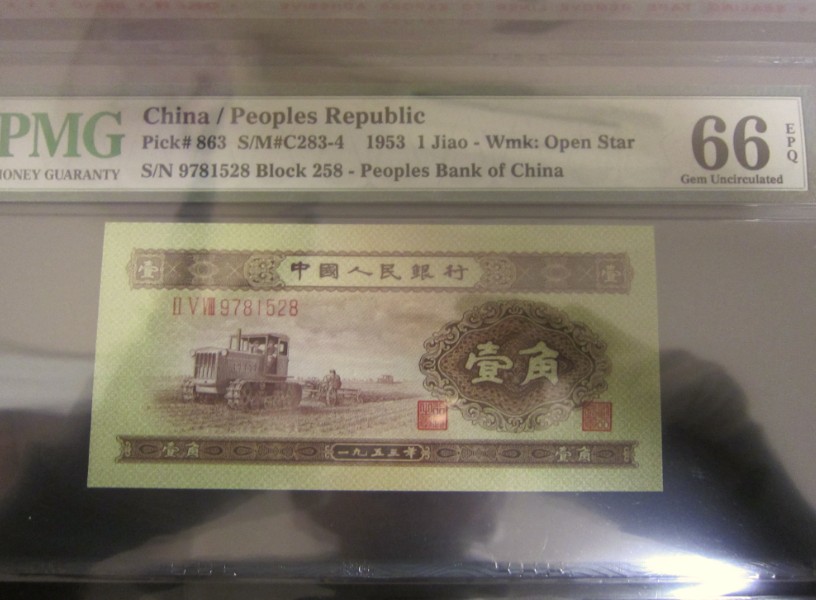 PMG
MONEY GUARANTY
China / Peoples Republic
Pick# 863 S/M#C283-4 1953 1 Jiao - Wmk: Open Star
S/N 9781528 Block 258 - Peoples Bank of China
66
EPQ
Gem Uncirculated
壹 中國人民銀行 壹
II V VIII 9781528
壹角
壹角 一九五三年 壹角